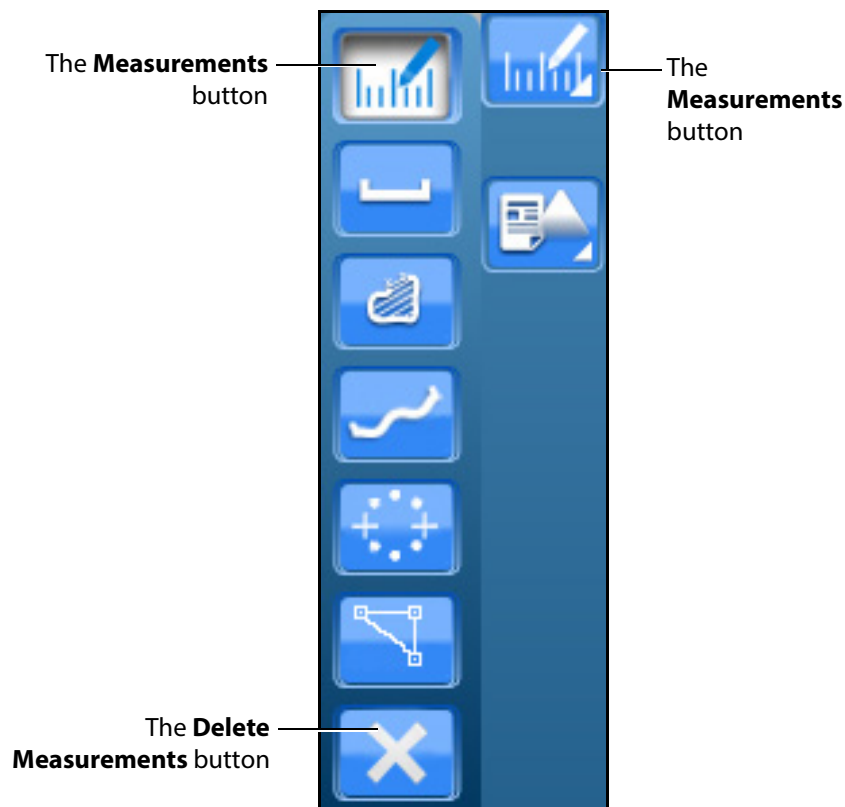 The Measurements
button
The
Measurements
button
The Delete
Measurements button